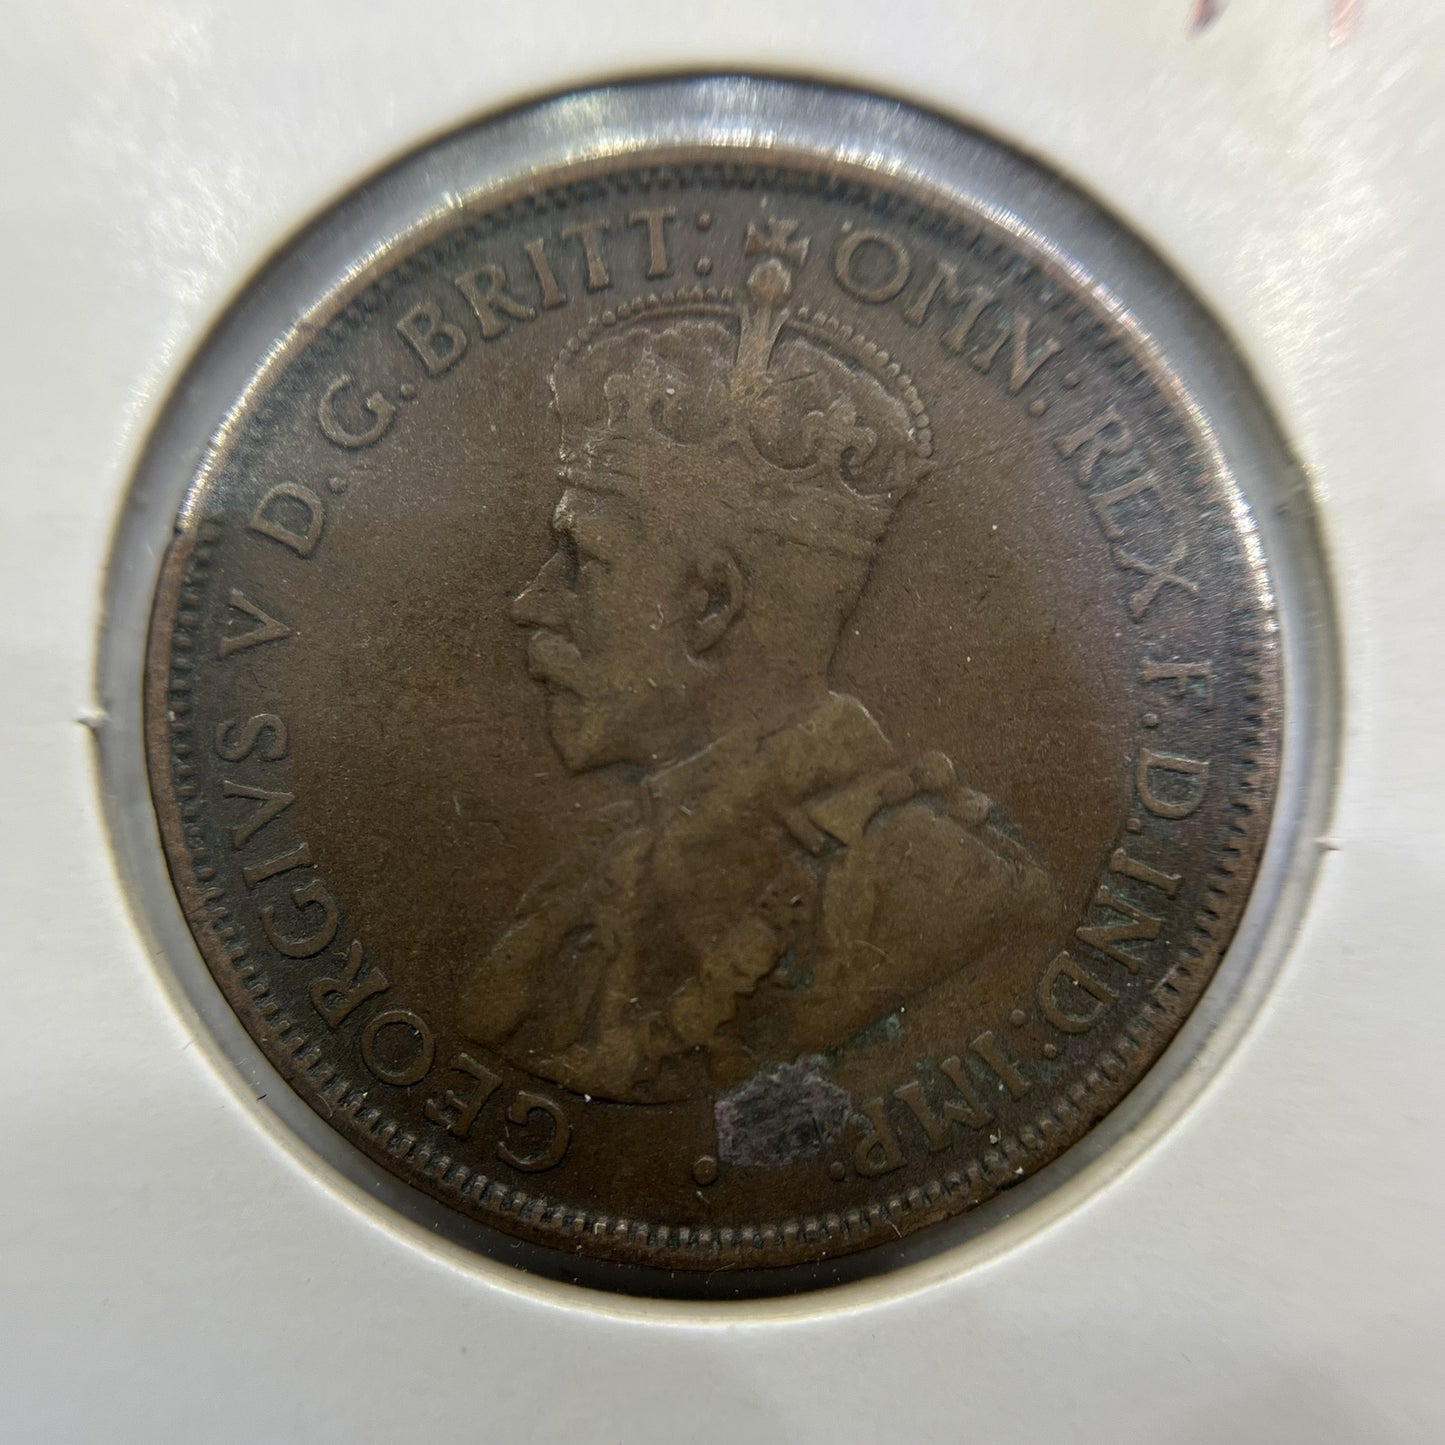 GEORGIVS V D.G.BRITT: OMN: REX F.D.IND: IMP: